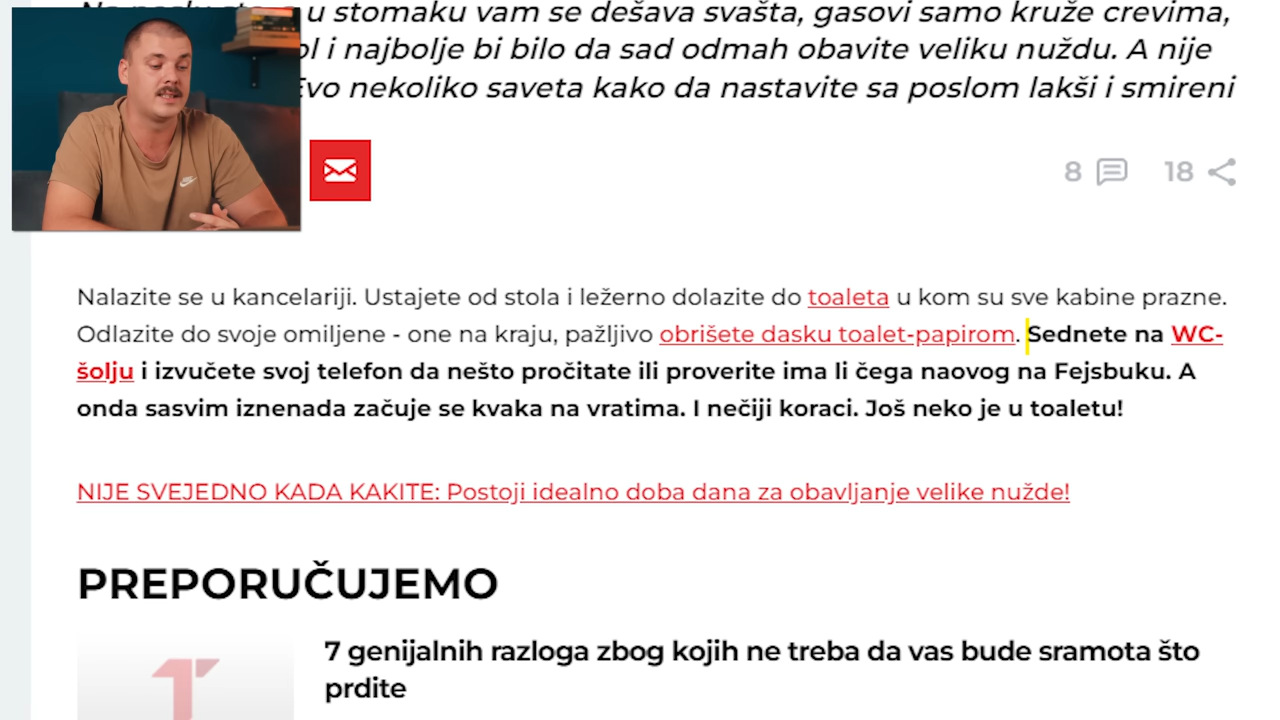 u stomaku vam se dešava svašta, gasovi samo kruže crevima,
i najbolje bi bilo da sad odmah obavite veliku nuždu. A nije
Evo nekoliko saveta kako da nastavite sa poslom lakši i smireni
8
18
Nalazite se u kancelariji. Ustajete od stola i ležerno dolazite do toaleta u kom su sve kabine prazne.
Odlazite do svoje omiljene - one na kraju, pažljivo obrišete dasku toalet-papirom. Sednete na WC-
šolju i izvučete svoj telefon da nešto pročitate ili proverite ima li čega naovog na Fejsbuku. A
onda sasvim iznenada začuje se kvaka na vratima. I nečiji koraci. Još neko je u toaletu!
NIJE SVEJEDNO KADA KAKITE: Postoji idealno doba dana za obavljanje velike nužde!
PREPORUČUJEMO
7 genijalnih razloga zbog kojih ne treba da vas bude sramota što
prdite